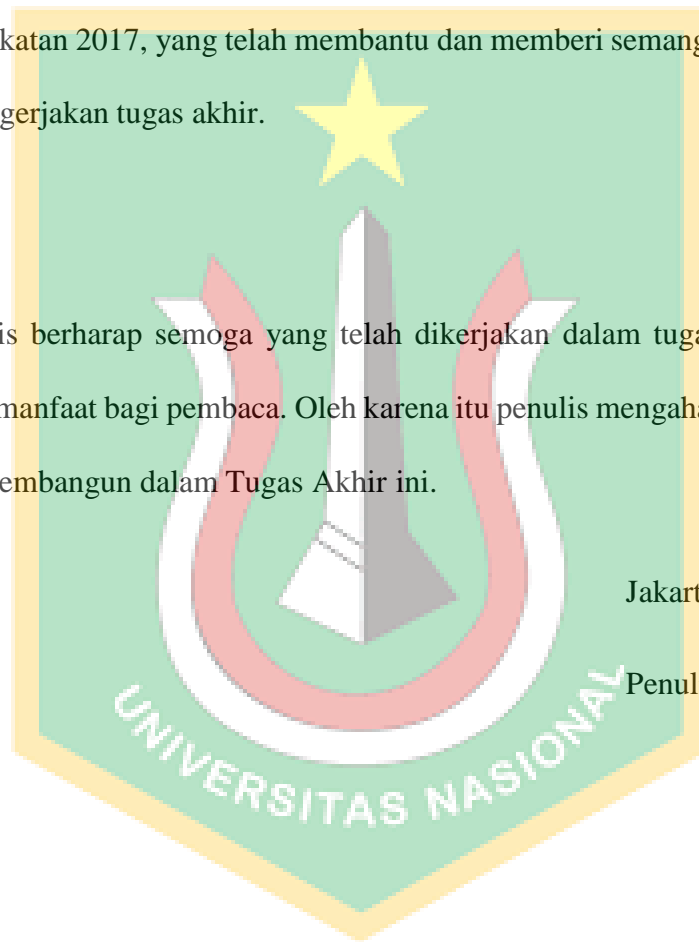 katan 2017, yang telah membantu dan memberi semang
gerjakan tugas akhir.
is berharap semoga yang telah dikerjakan dalam tuga
manfaat bagi pembaca. Oleh karena itu penulis mengaha
embangun dalam Tugas Akhir ini.
Jakart
Penul
UNIVERSITAS NASIONAL